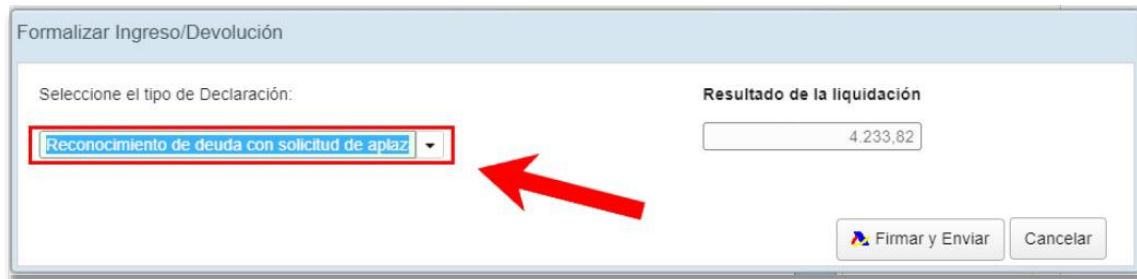 Formalizar Ingreso/Devolución
Seleccione el tipo de Declaración:
Resultado de la liquidación
Reconocimiento de deuda con solicitud de aplaz
4.233,82
Firmar y Enviar
Cancelar